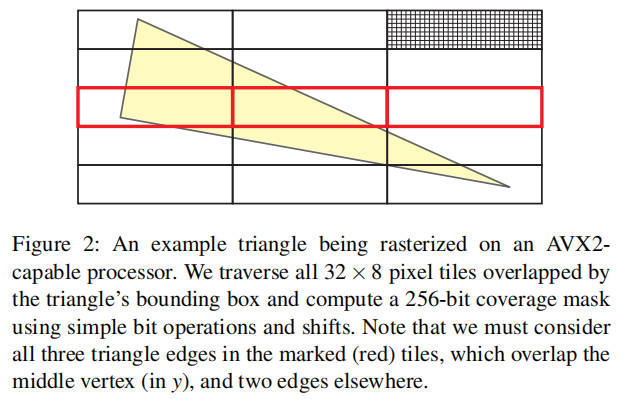 Figure 2: An example triangle being rasterized on an AVX2-
capable processor. We traverse all 32 × 8 pixel tiles overlapped by
the triangle's bounding box and compute a 256-bit coverage mask
using simple bit operations and shifts. Note that we must consider
all three triangle edges in the marked (red) tiles, which overlap the
middle vertex (in y), and two edges elsewhere.